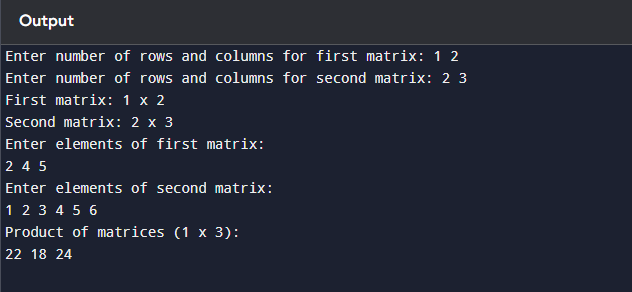 Output
Enter number of rows and columns for first matrix: 1 2
Enter number of rows and columns for second matrix: 2 3
First matrix: 1 x 2
Second matrix: 2 x 3
Enter elements of first matrix:
2 4 5
Enter elements of second matrix:
1 2 3 4 5 6
Product of matrices (1 x 3):
22 18 24